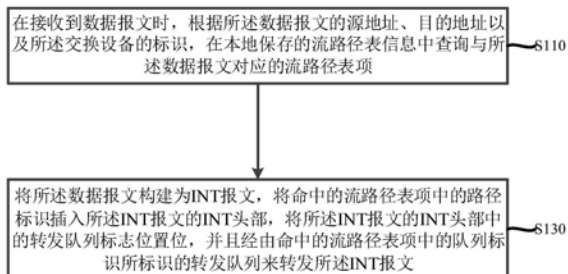 在接收到数据报文时，根据所述数据报文的源地址、目的地址以
及所述交换设备的标识，在本地保存的流路径表信息中查询与所
述数据报文对应的流路径表项
S110
将所述数据报文构建为INT报文，将命中的流路径表项中的路径
标识插入所述INT报文的INT头部，将所述INT报文的INT头部中
的转发队列标志位置位，并且经由命中的流路径表项中的队列标
识所标识的转发队列来转发所述INT报文
S130